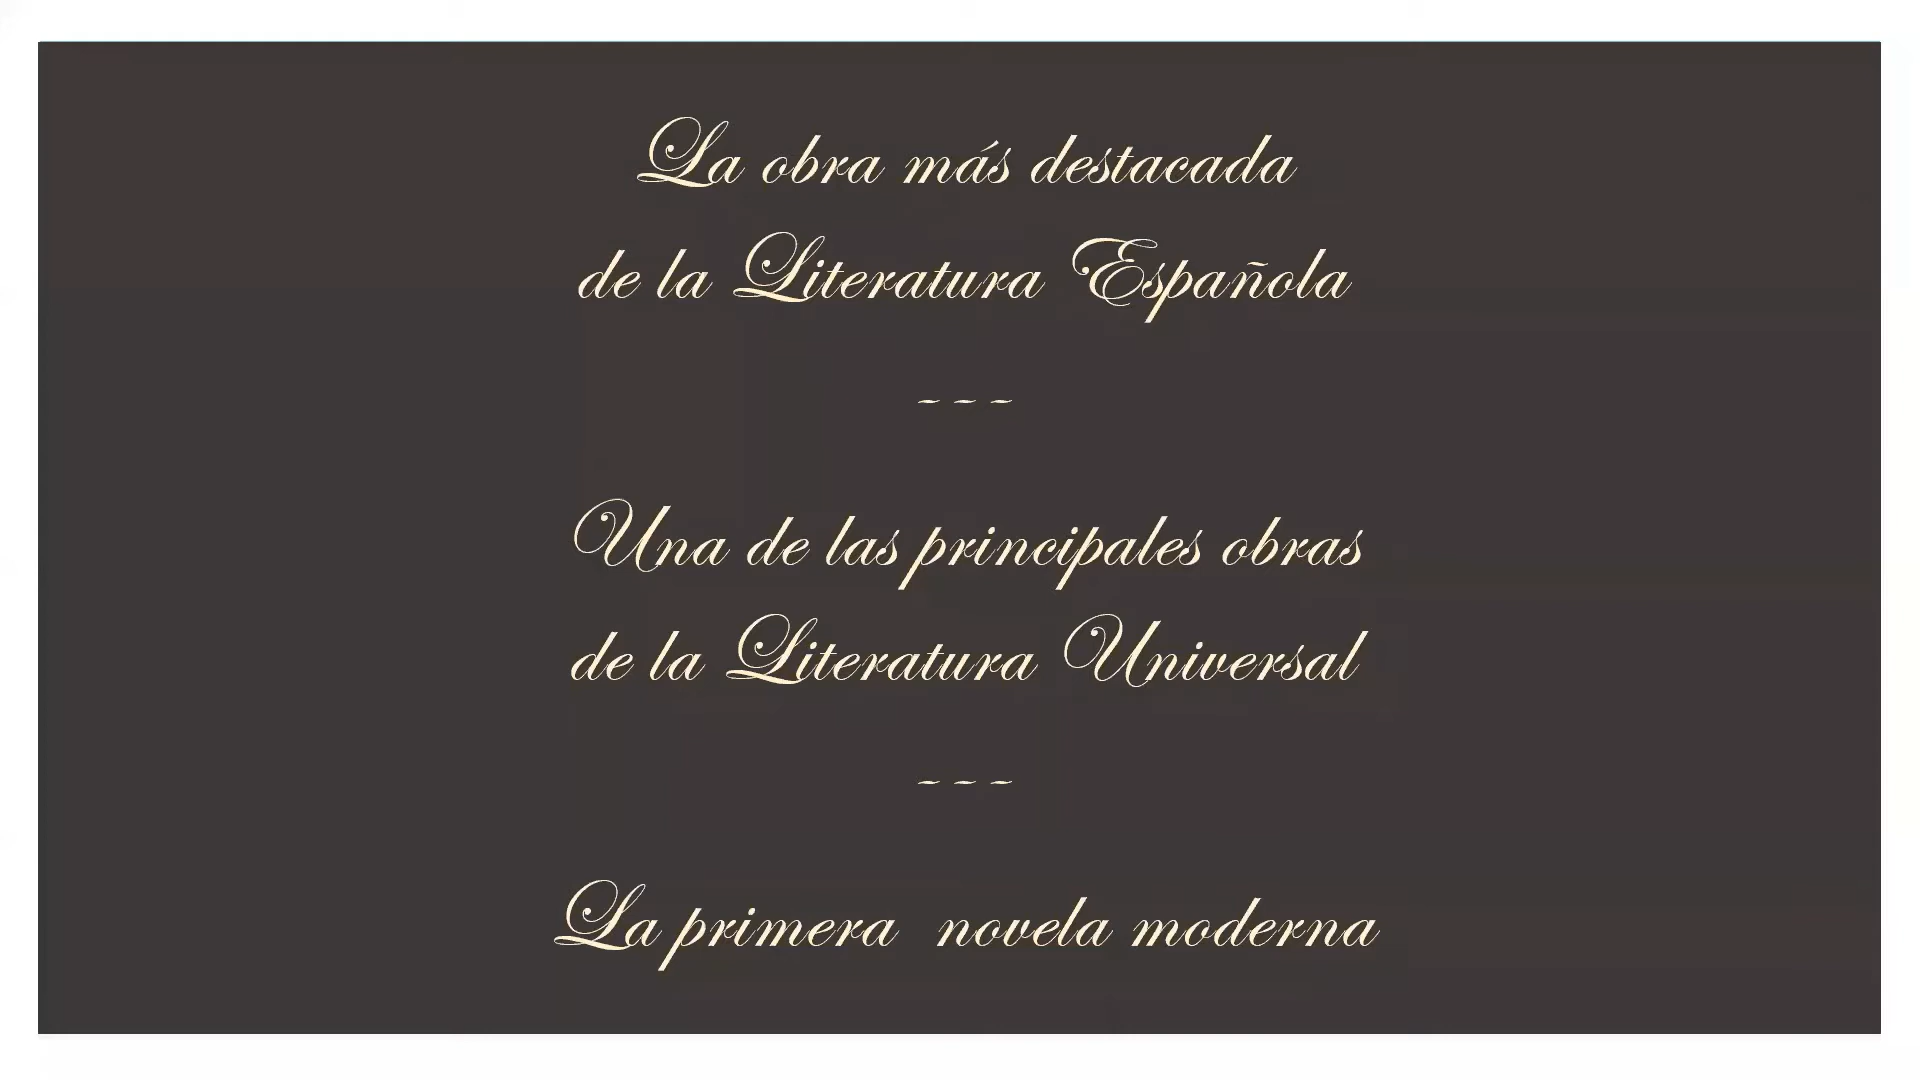 La obra más destacada
de la Literatura Española
---
Una de las principales obras
de la Literatura Universal
---
La primera novela moderna